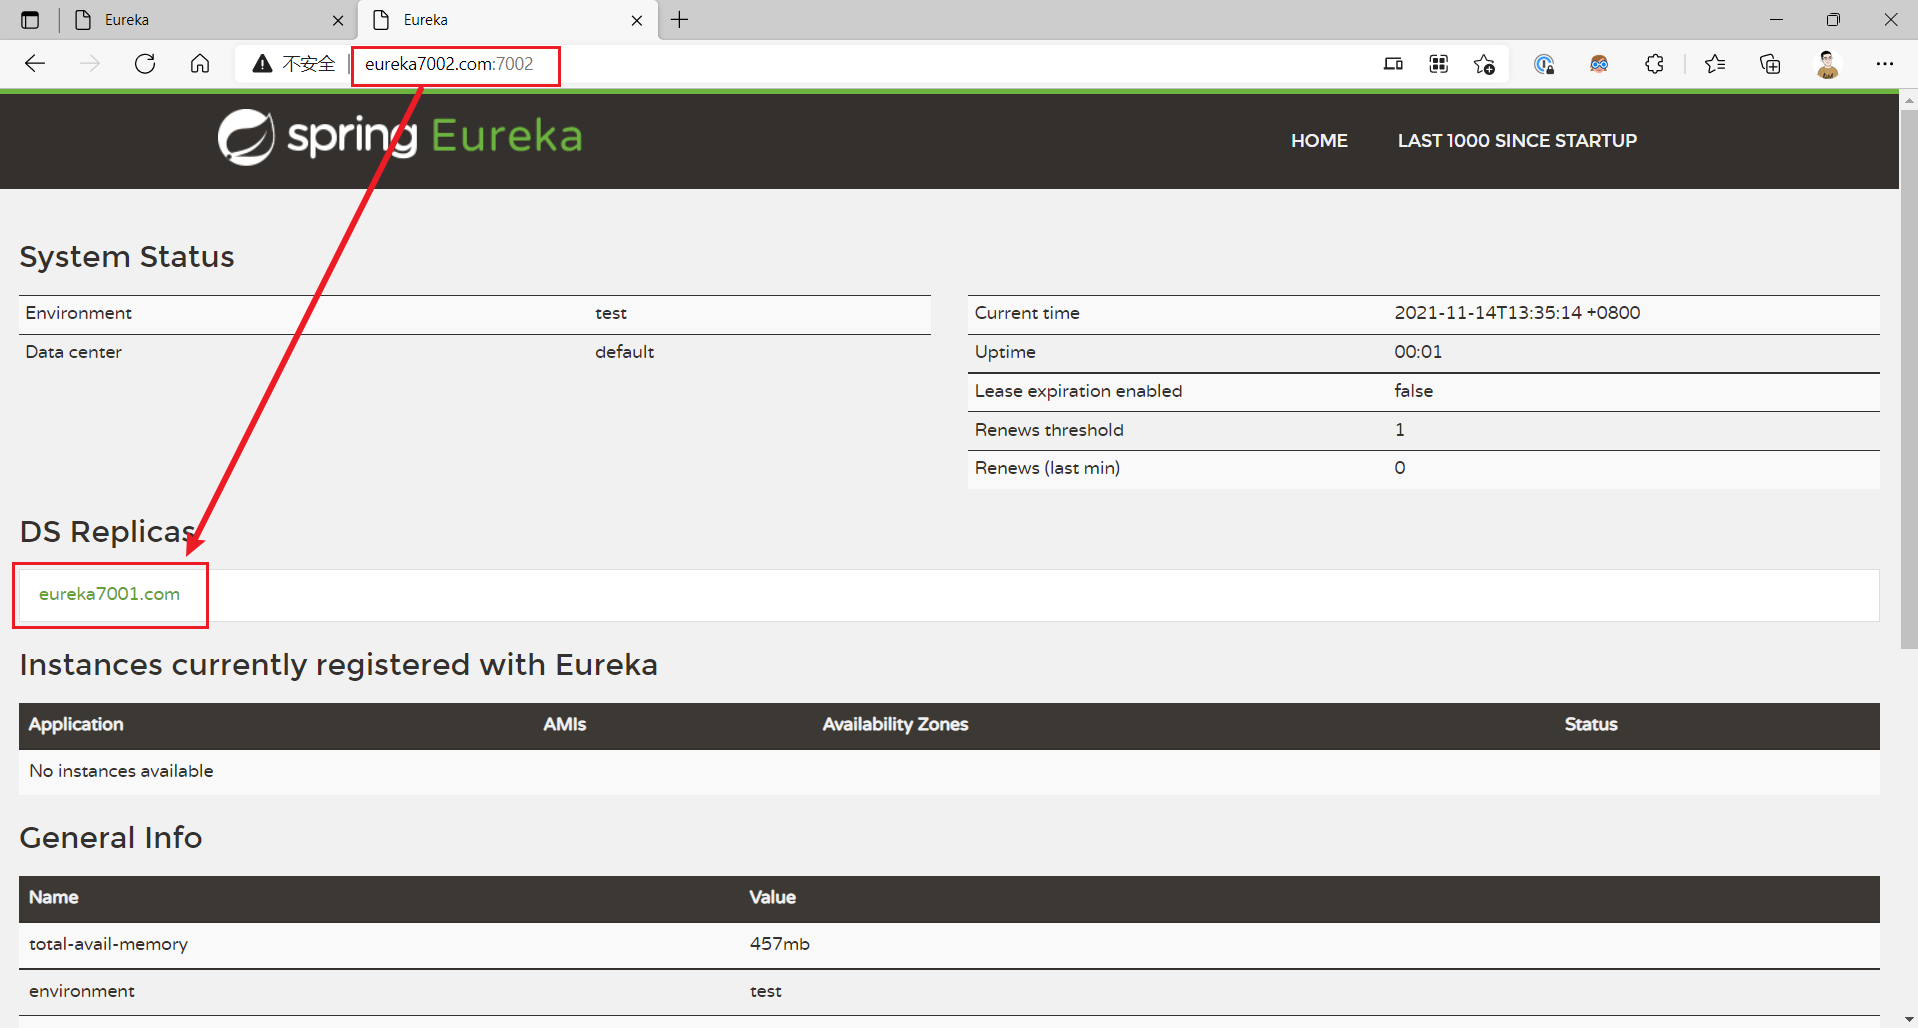 Eureka
Eureka
不安全
eureka7002.com:7002
spring Eureka
HOME
LAST 1000 SINCE STARTUP
System Status
Environment test
Data center default
Current time 2021-11-14T13:35:14 +0800
Uptime 00:01
Lease expiration enabled false
Renews threshold 1
Renews (last min) 0
DS Replicas
eureka7001.com
Instances currently registered with Eureka
Application AMIs Availability Zones Status
No instances available
General Info
Name Value
total-avail-memory 457mb
environment test